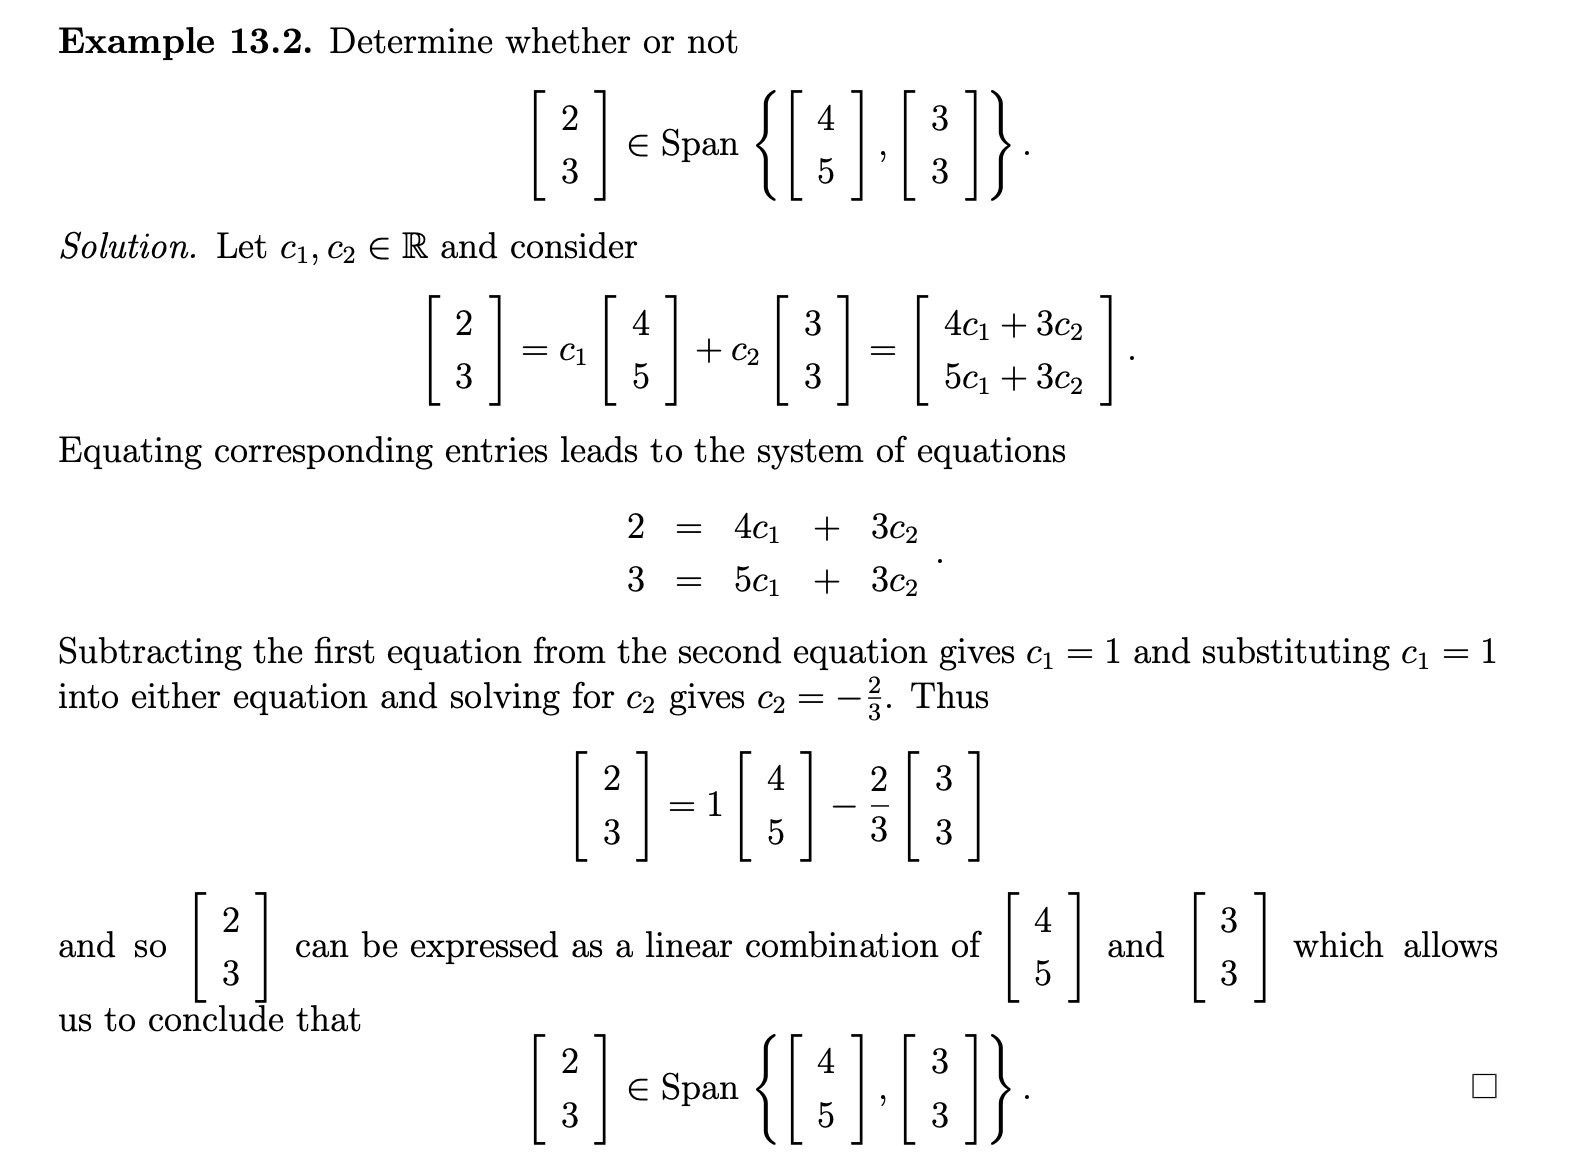 Example 13.2. Determine whether or not
[ 2 3 ] ∈ Span { [ 4 5 ] , [ 3 3 ] } .
Solution. Let c₁, c₂ ∈ ℝ and consider
[ 2 3 ] = c₁ [ 4 5 ] + c₂ [ 3 3 ] = [ 4c₁ + 3c₂ 5c₁ + 3c₂ ] .
Equating corresponding entries leads to the system of equations
2 = 4c₁ + 3c₂
3 = 5c₁ + 3c₂ .
Subtracting the first equation from the second equation gives c₁ = 1 and substituting c₁ = 1
into either equation and solving for c₂ gives c₂ = −2/3. Thus
[ 2 3 ] = 1 [ 4 5 ] − 2/3 [ 3 3 ]
and so [ 2 3 ] can be expressed as a linear combination of [ 4 5 ] and [ 3 3 ] which allows
us to conclude that
[ 2 3 ] ∈ Span { [ 4 5 ] , [ 3 3 ] } . □